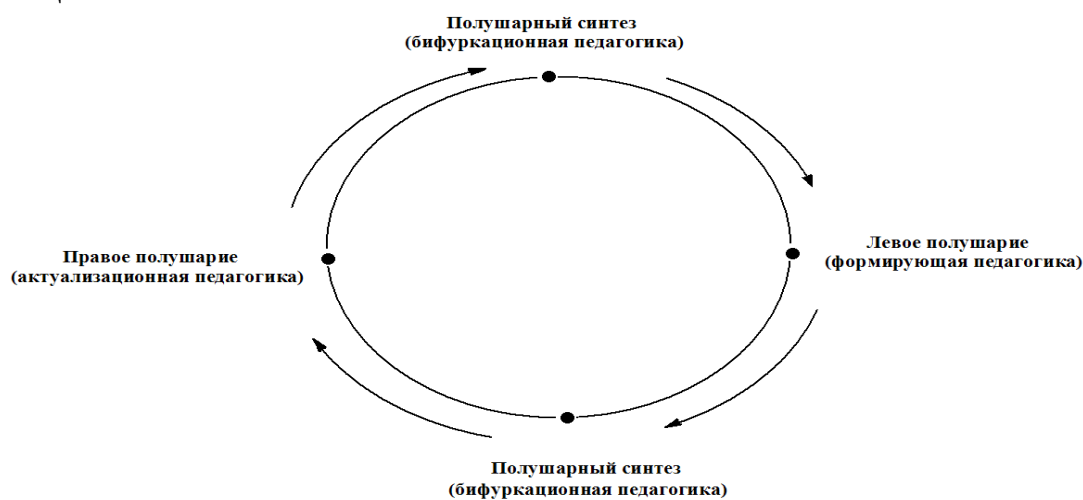 Полушарный синтез
(бифуркационная педагогика)
Правое полушарие
(актуализационная педагогика)
Левое полушарие
(формирующая педагогика)
Полушарный синтез
(бифуркационная педагогика)